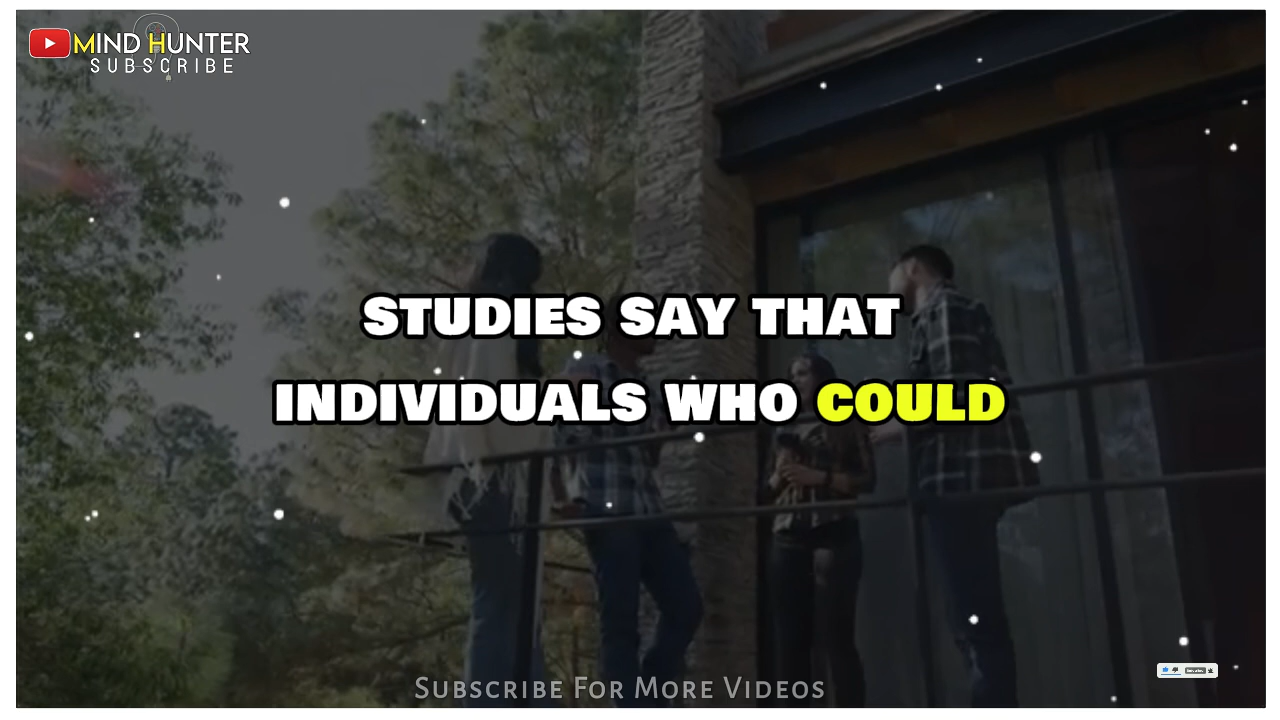 MIND HUNTER
SUBSCRIBE
STUDIES SAY THAT
INDIVIDUALS WHO COULD
SUBSCRIBE FOR MORE VIDEOS